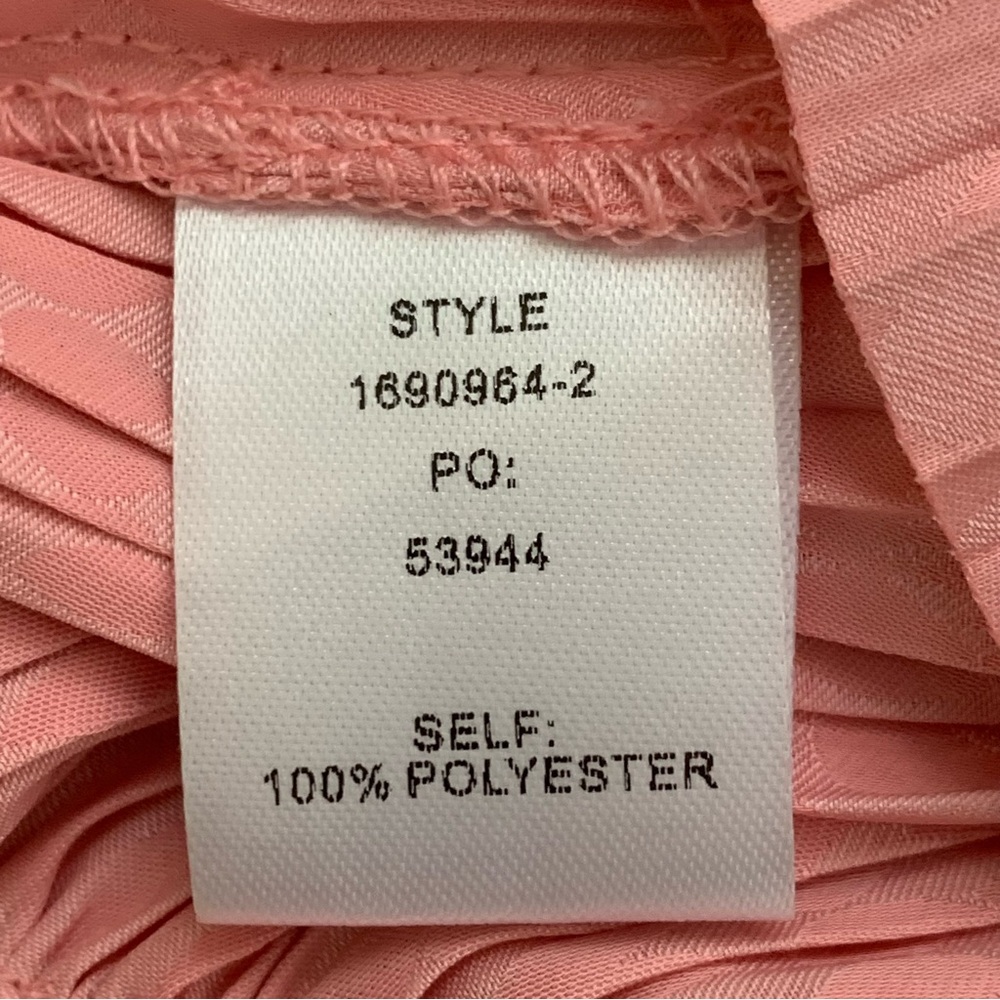 STYLE
1690964-2
PO:
53944
SELF:
100% POLYESTER